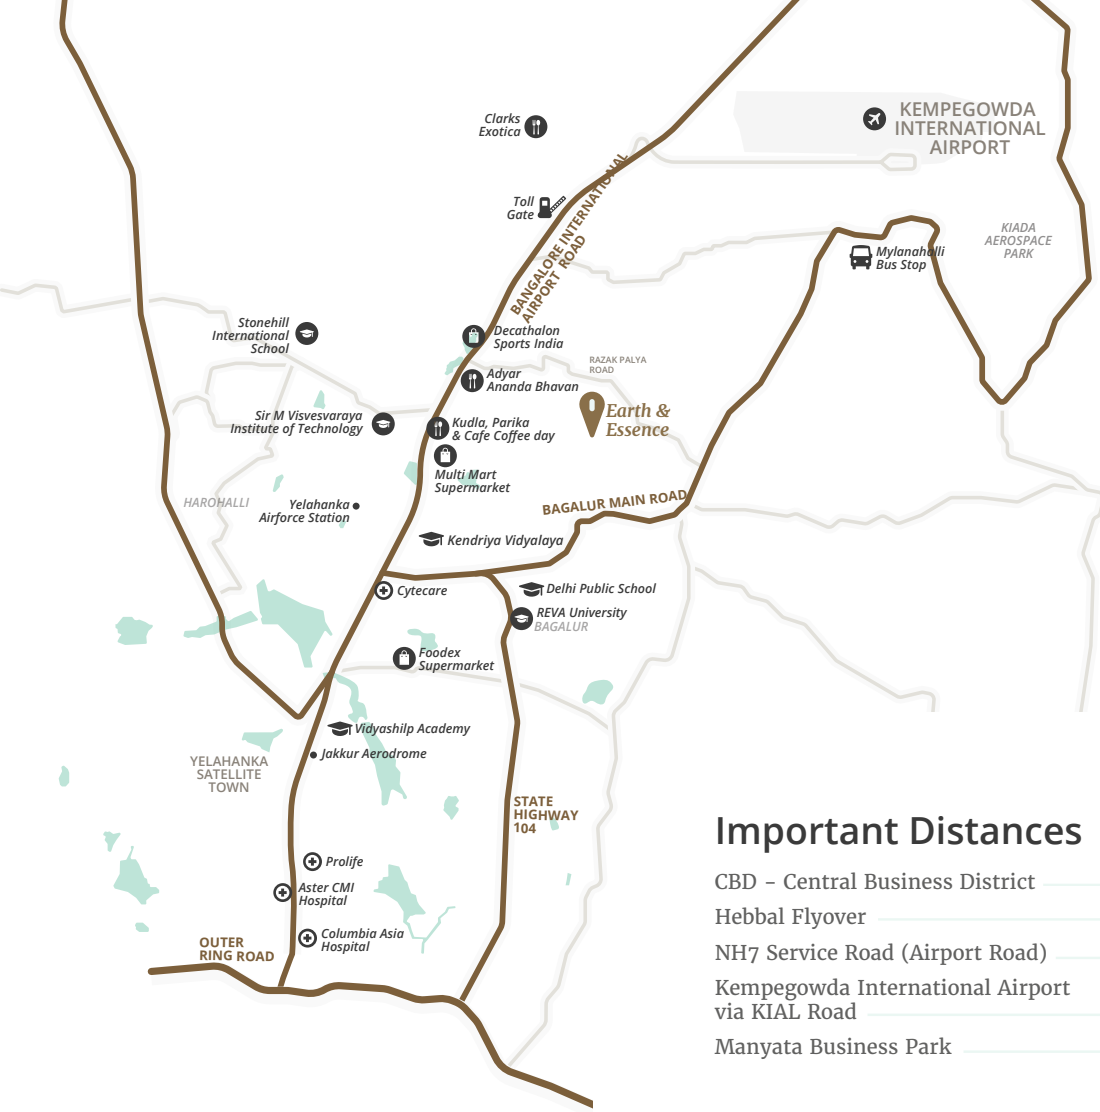 KEMPEGOWDA
INTERNATIONAL
AIRPORT
Clarks
Exotica
Toll
Gate
BANGALORE INTERNATIONAL
AIRPORT ROAD
KIADA
AEROSPACE
PARK
Mylanahalli
Bus Stop
Stonehill
International
School
Decathalon
Sports India
RAZAK PALYA
ROAD
Adyar
Ananda Bhavan
Earth &
Essence
Sir M Visvesvaraya
Institute of Technology
Kudla, Parika
& Cafe Coffee day
Multi Mart
Supermarket
HAROHALLI
Yelahanka
Airforce Station
BAGALUR MAIN ROAD
Kendriya Vidyalaya
Cytecare
Delhi Public School
REVA University
BAGALUR
Foodex
Supermarket
Vidyashilp Academy
Jakkur Aerodrome
YELAHANKA
SATELLITE
TOWN
STATE
HIGHWAY
104
Prolife
Aster CMI
Hospital
Columbia Asia
Hospital
OUTER
RING ROAD
Important Distances
CBD - Central Business District
Hebbal Flyover
NH7 Service Road (Airport Road)
Kempegowda International Airport
via KIAL Road
Manyata Business Park